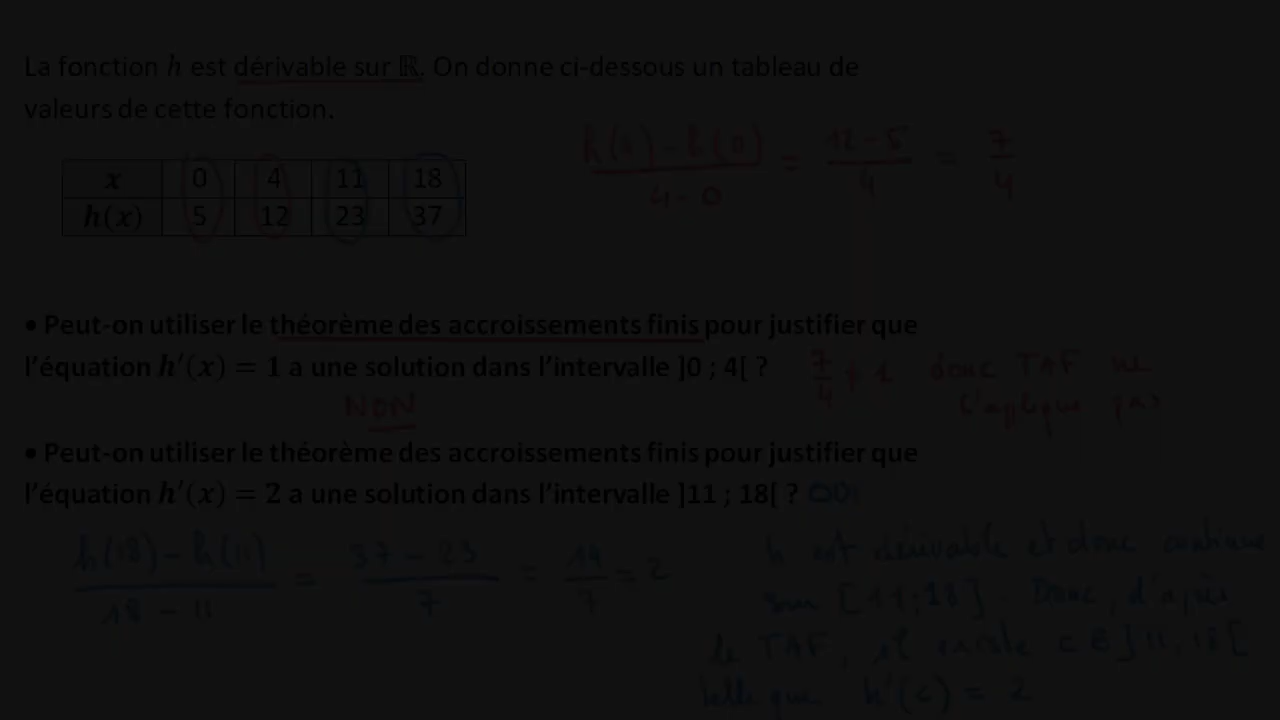 La fonction h est dérivable sur ℝ. On donne ci-dessous un tableau de
valeurs de cette fonction.
x 0 4 11 18
h(x) 5 12 23 37
h(4) - h(0) / 4 - 0 = 12 - 5 / 4 = 7 / 4
• Peut-on utiliser le théorème des accroissements finis pour justifier que
l'équation h'(x) = 1 a une solution dans l'intervalle ]0 ; 4[ ?
NON
7/4 ≠ 1 donc TAF ne
s'aplique pas
• Peut-on utiliser le théorème des accroissements finis pour justifier que
l'équation h'(x) = 2 a une solution dans l'intervalle ]11 ; 18[ ? OUI
h(18) - h(11) / 18 - 11 = 37 - 23 / 7 = 14 / 7 = 2
h est dérivable et donc continue
sur [11;18]. Donc, d'après
le TAF, il existe c ∈ ]11,18[
telle que h'(c) = 2